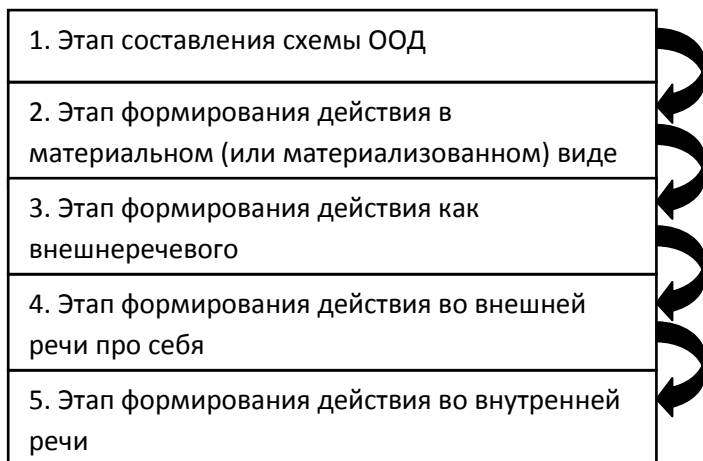 1. Этап составления схемы ООД
2. Этап формирования действия в
материальном (или материализованном) виде
3. Этап формирования действия как
внешнеречевого
4. Этап формирования действия во внешней
речи про себя
5. Этап формирования действия во внутренней
речи